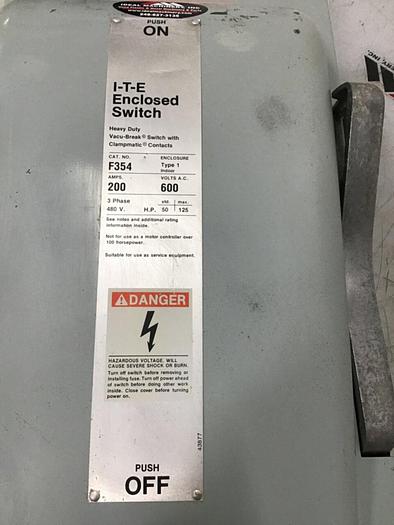 IDEAL MACHINERY INC
PUSH
ON
I-T-E
Enclosed
Switch
Heavy Duty
Vacu-Break® Switch with
Clampmatic® Contacts
CAT. NO. ENCLOSURE
F354 Type 1
Indoor
AMPS. VOLTS A.C.
200 600
3 Phase std. max.
480 V. H.P. 50 125
See notes and additional rating
information inside.
Not for use as a motor controller over
100 horsepower.
Suitable for use as service equipment.
DANGER
HAZARDOUS VOLTAGE, WILL
CAUSE SEVERE SHOCK OR BURN.
Turn off switch before removing or
installing fuse. Turn off power ahead
of switch before doing other work
inside. Close cover before turning
power on.
43877
PUSH
OFF